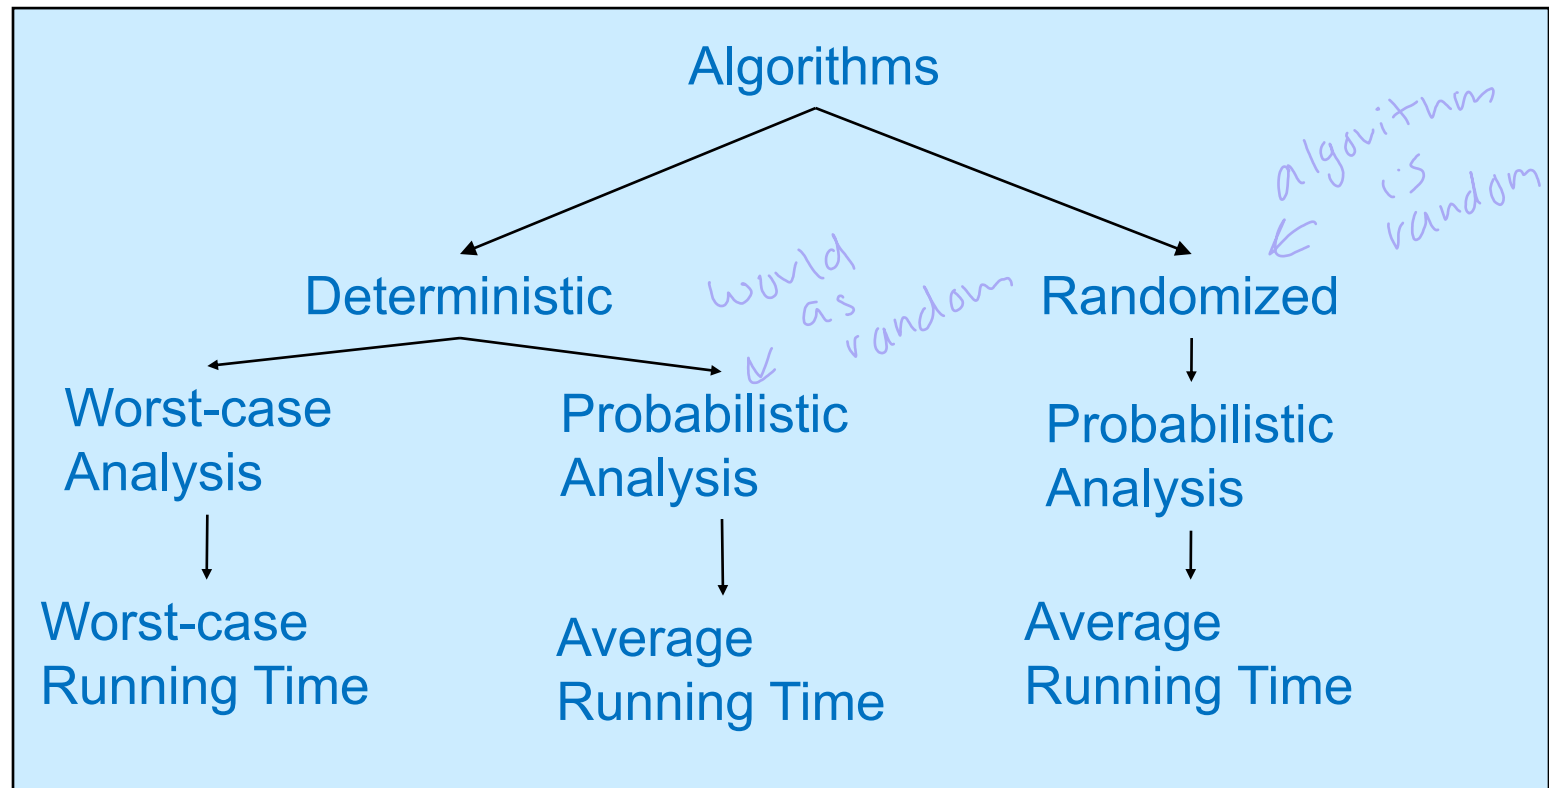 Algorithms
algorithm
is
random
Deterministic
world
as
random
Randomized
Worst-case
Analysis
Probabilistic
Analysis
Probabilistic
Analysis
Worst-case
Running Time
Average
Running Time
Average
Running Time